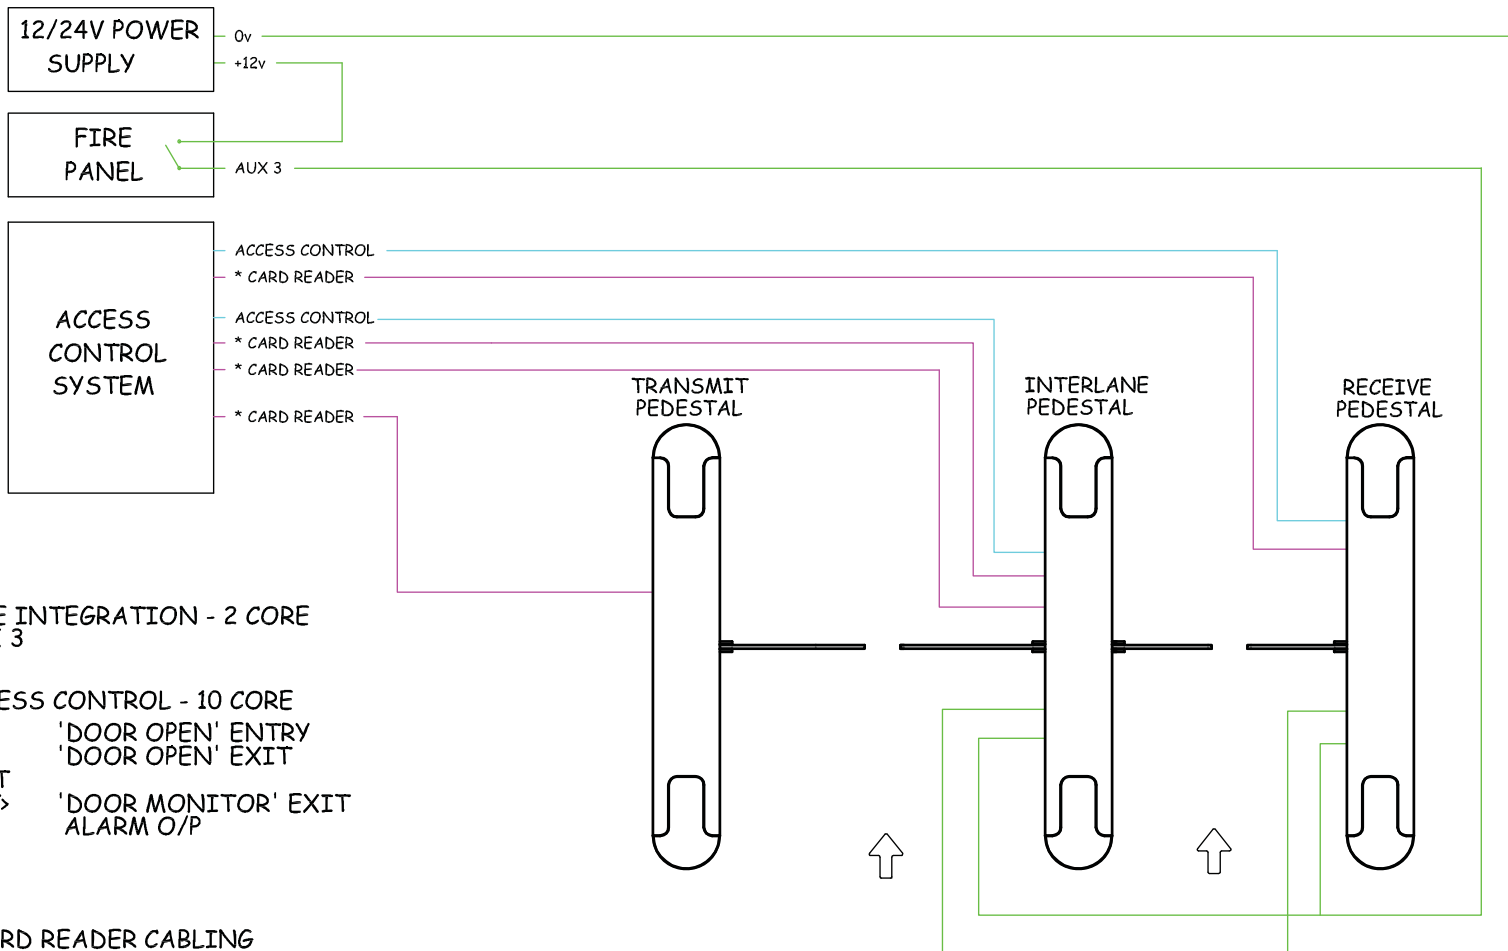 12/24V POWER
SUPPLY
0v
+12v
FIRE
PANEL
AUX 3
ACCESS
CONTROL
SYSTEM
ACCESS CONTROL
* CARD READER
ACCESS CONTROL
* CARD READER
* CARD READER
* CARD READER
TRANSMIT
PEDESTAL
INTERLANE
PEDESTAL
RECEIVE
PEDESTAL
E INTEGRATION - 2 CORE
3
ESS CONTROL - 10 CORE
'DOOR OPEN' ENTRY
'DOOR OPEN' EXIT
T
> 'DOOR MONITOR' EXIT
ALARM O/P
RD READER CABLING